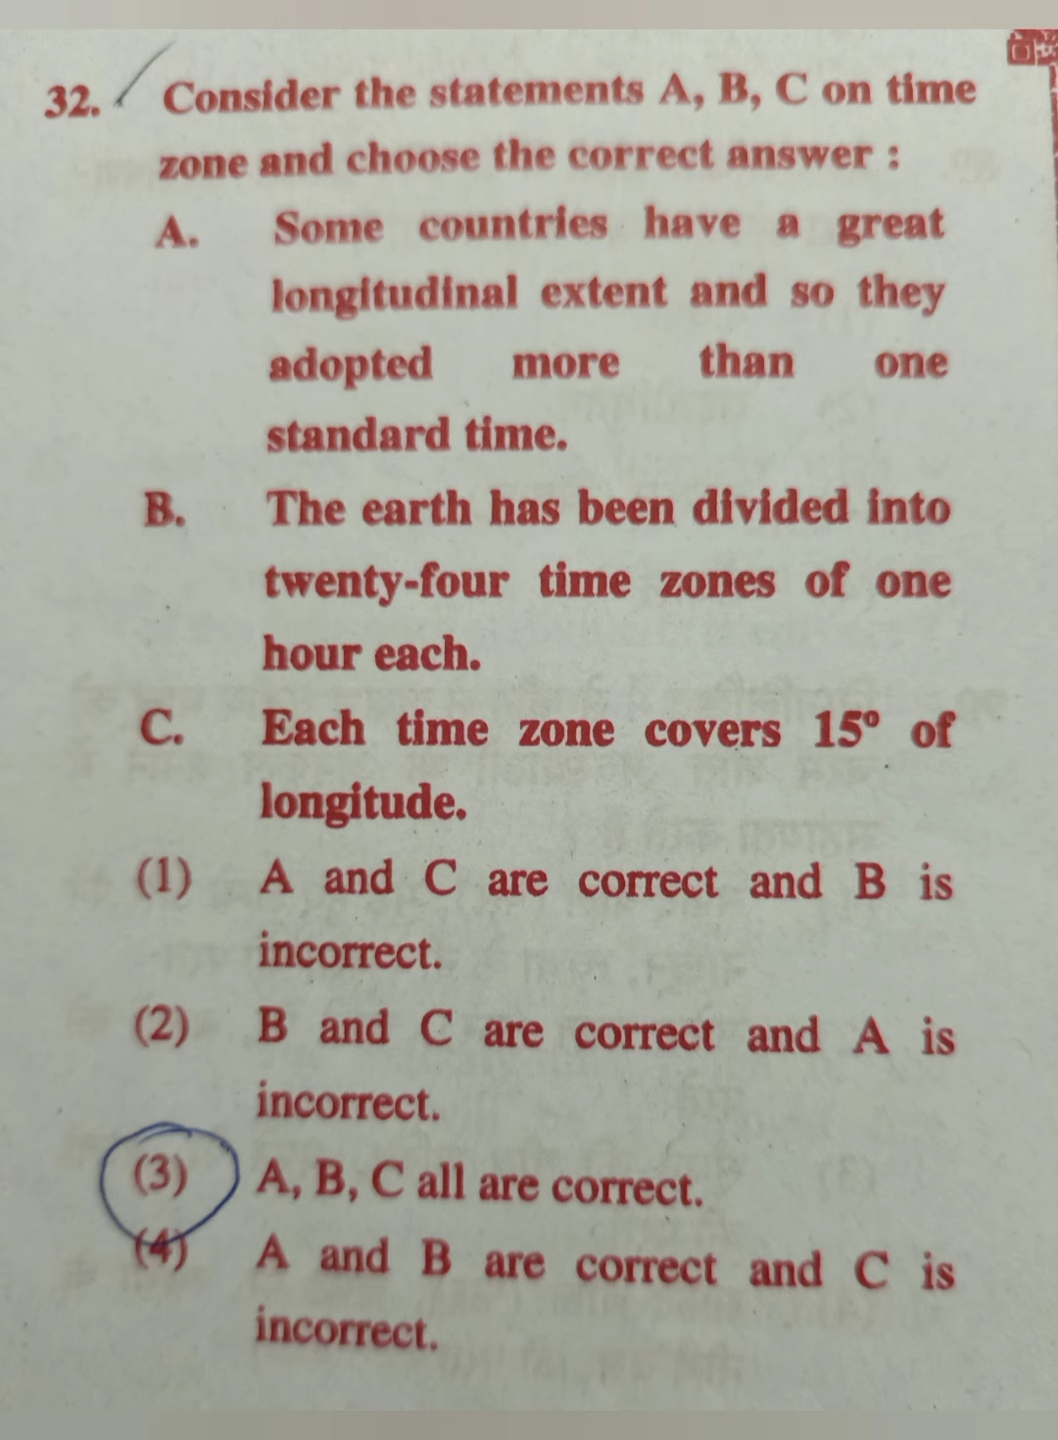 32. Consider the statements A, B, C on time
zone and choose the correct answer :
A. Some countries have a great
longitudinal extent and so they
adopted more than one
standard time.
B. The earth has been divided into
twenty-four time zones of one
hour each.
C. Each time zone covers 15° of
longitude.
(1) A and C are correct and B is
incorrect.
(2) B and C are correct and A is
incorrect.
(3) A, B, C all are correct.
(4) A and B are correct and C is
incorrect.